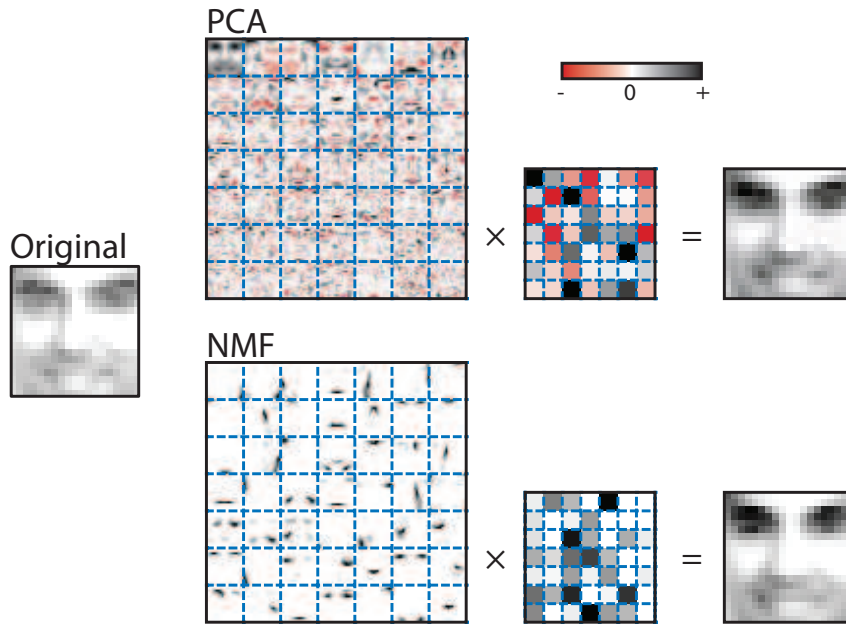 PCA
- 0 +
× =
Original
NMF
× =